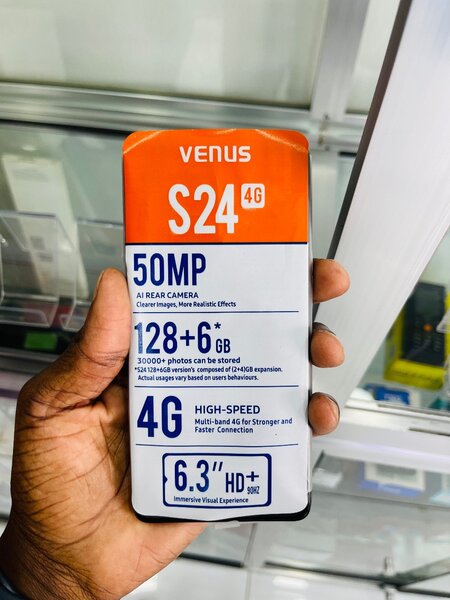 VENUS
S24 4G
50MP
AI REAR CAMERA
Clearer Images, More Realistic Effects
128+6* GB
30000+ photos can be stored
*S24 128+6GB version's composed of (2+4)GB expansion.
Actual usages vary based on users behaviours.
4G HIGH-SPEED
Multi-band 4G for Stronger and
Faster Connection
6.3" HD+
90HZ
Immersive Visual Experience